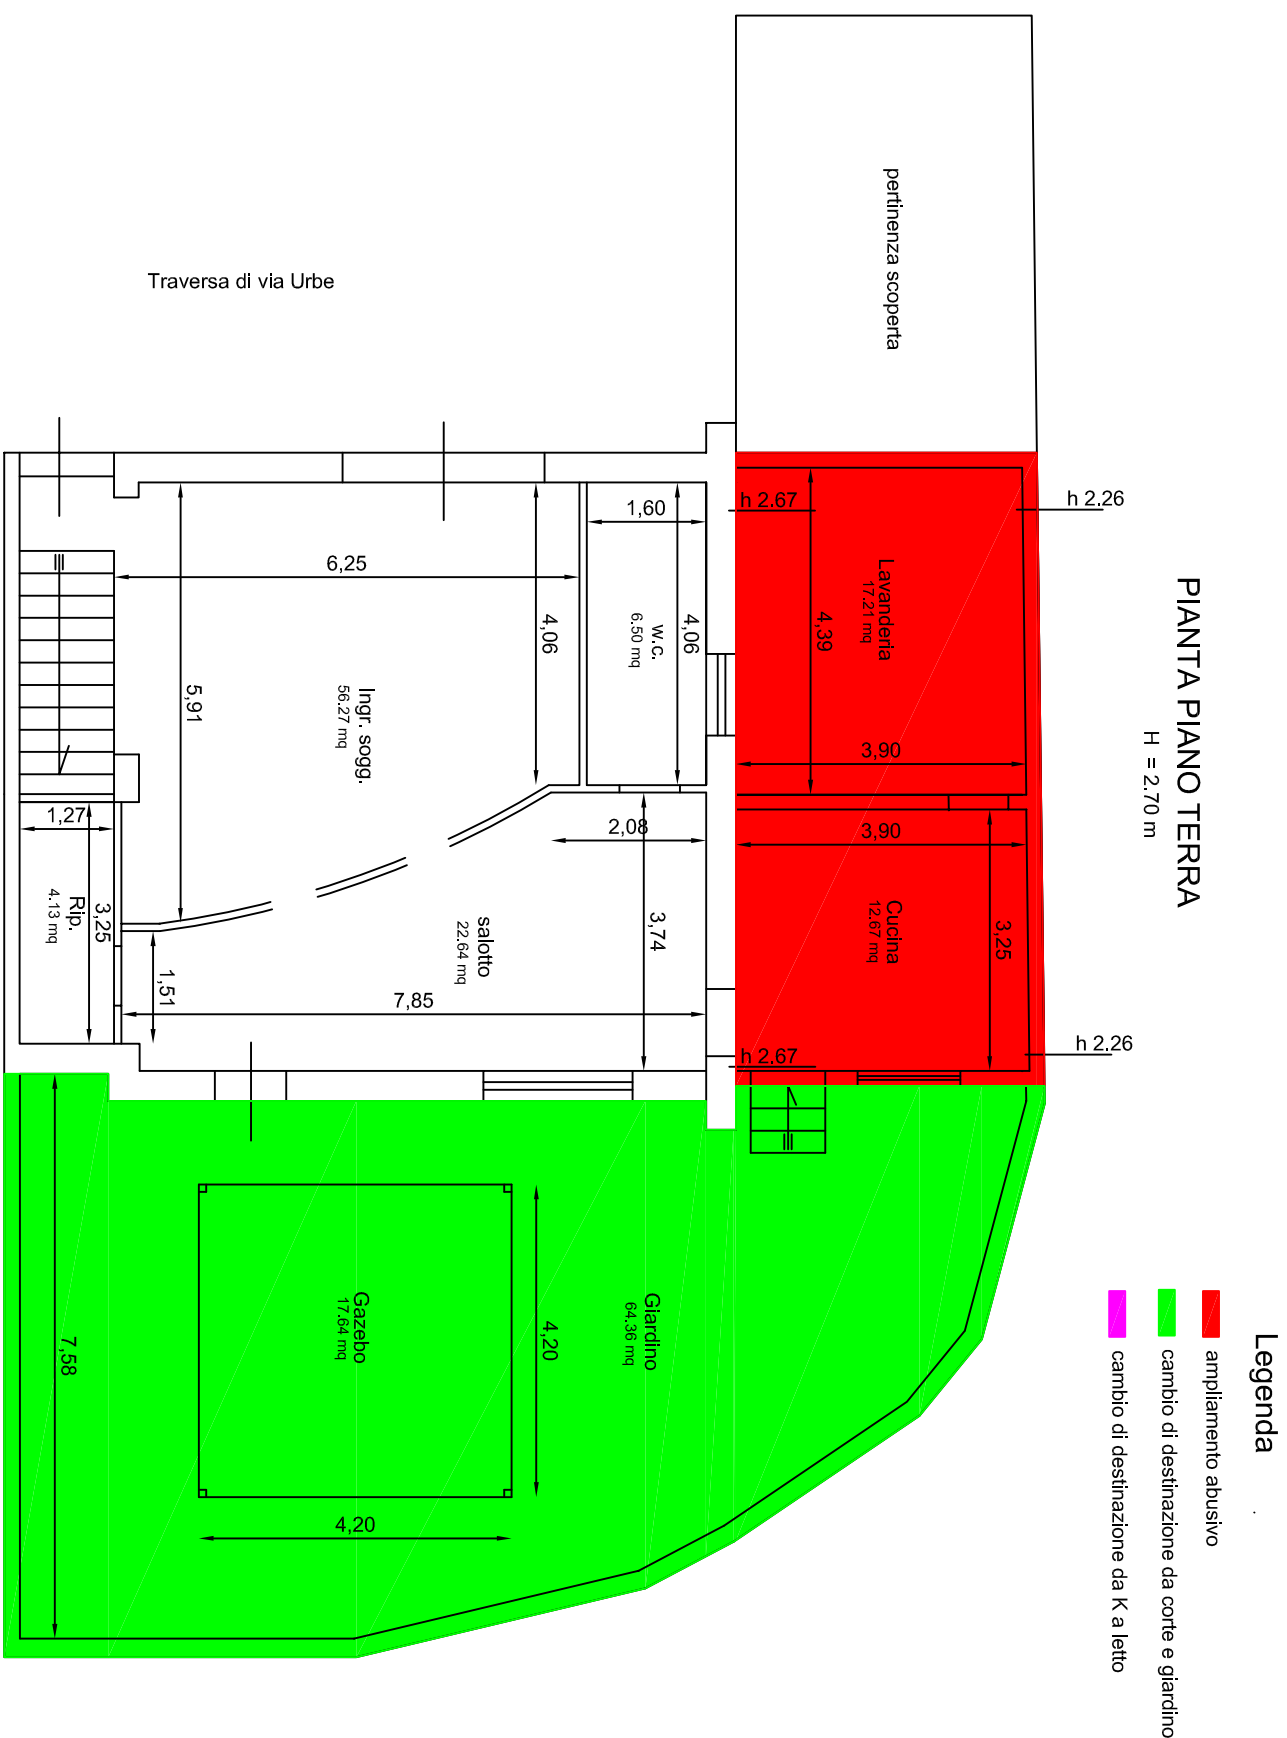 PIANTA PIANO TERRA
H = 2.70 m
pertinenza scoperta
Traversa di via Urbe
h 2.67
h 2.26
Lavanderia
17.21 mq
4,39
3,90
1,60
w.c.
6.50 mq
4,06
4,06
6,25
Ingr. sogg.
56.27 mq
5,91
3,90
Cucina
12.67 mq
3,25
2,08
3,74
salotto
22.64 mq
7,85
1,51
1,27
3,25
Rip.
4.13 mq
h 2.67
h 2.26
Giardino
64.36 mq
Gazebo
17.64 mq
4,20
4,20
7,58
Legenda
.
ampliamento abusivo
cambio di destinazione da corte e giardino
cambio di destinazione da K a letto